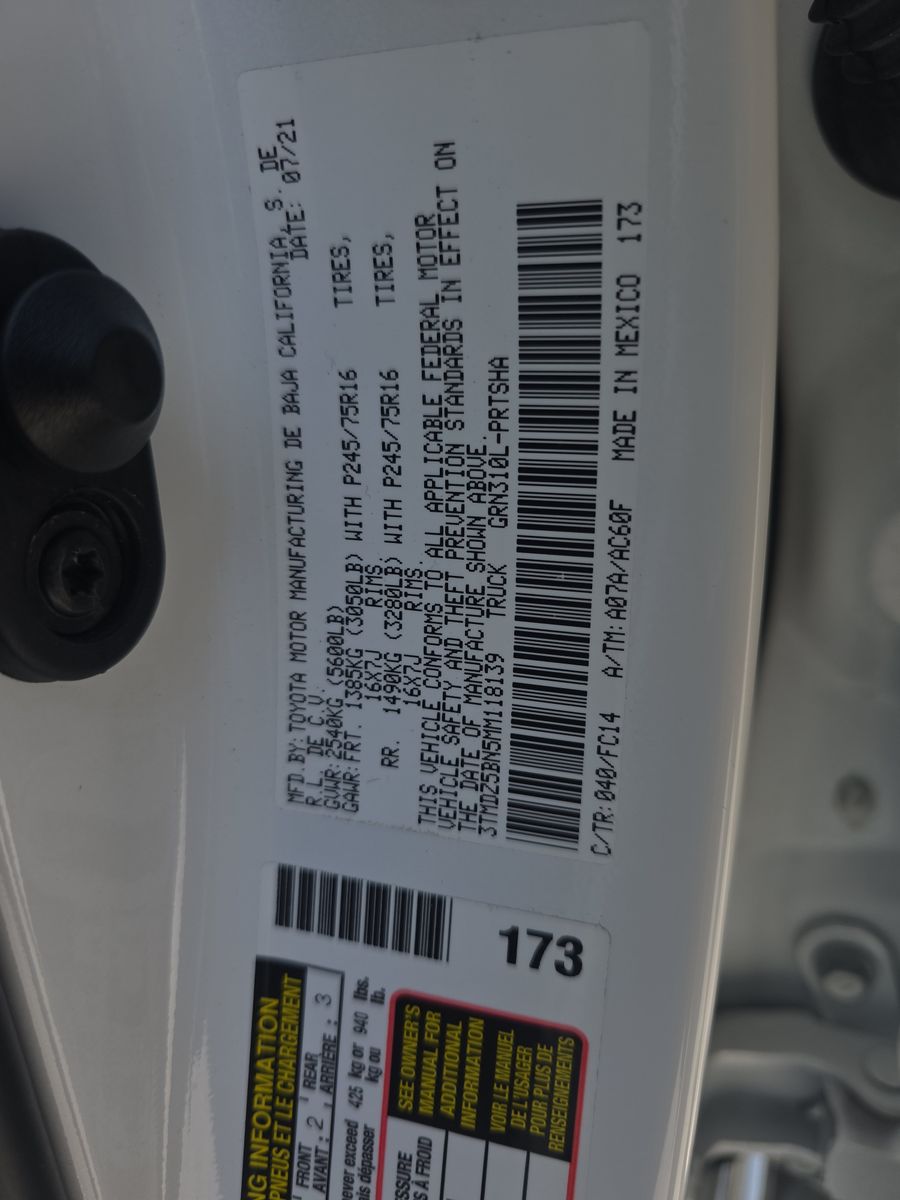 MFD.BY:TOYOTA MOTOR MANUFACTURING DE BAJA CALIFORNIA, S. DE
R.L. DE C.V. DATE: 07/21
GVWR:2540KG (5600LB)
GAWR:FRT. 1385KG (3050LB) WITH P245/75R16 TIRES,
16X7J RIMS,
RR. 1490KG (3280LB) WITH P245/75R16 TIRES,
16X7J RIMS
THIS VEHICLE CONFORMS TO ALL APPLICABLE FEDERAL MOTOR
VEHICLE SAFETY AND THEFT PREVENTION STANDARDS IN EFFECT ON
THE DATE OF MANUFACTURE SHOWN ABOVE.
3TMDZ5BN5MM118139 TRUCK GRN310L-PRTSHA
C/TR:040/FC14 A/TM:A07A/AC60F MADE IN MEXICO 173
173
NG INFORMATION
PNEUS ET LE CHARGEMENT
FRONT REAR
AVANT : 2 , ARRIÈRE : 3
never exceed 425 kg or 940 lbs.
ais dépasser kg ou lb.
SEE OWNER'S
MANUAL FOR
ADDITIONAL
INFORMATION
VOIR LE MANUEL
DE L'USAGER
POUR PLUS DE
RENSEIGNEMENTS
ESSURE
S À FROID